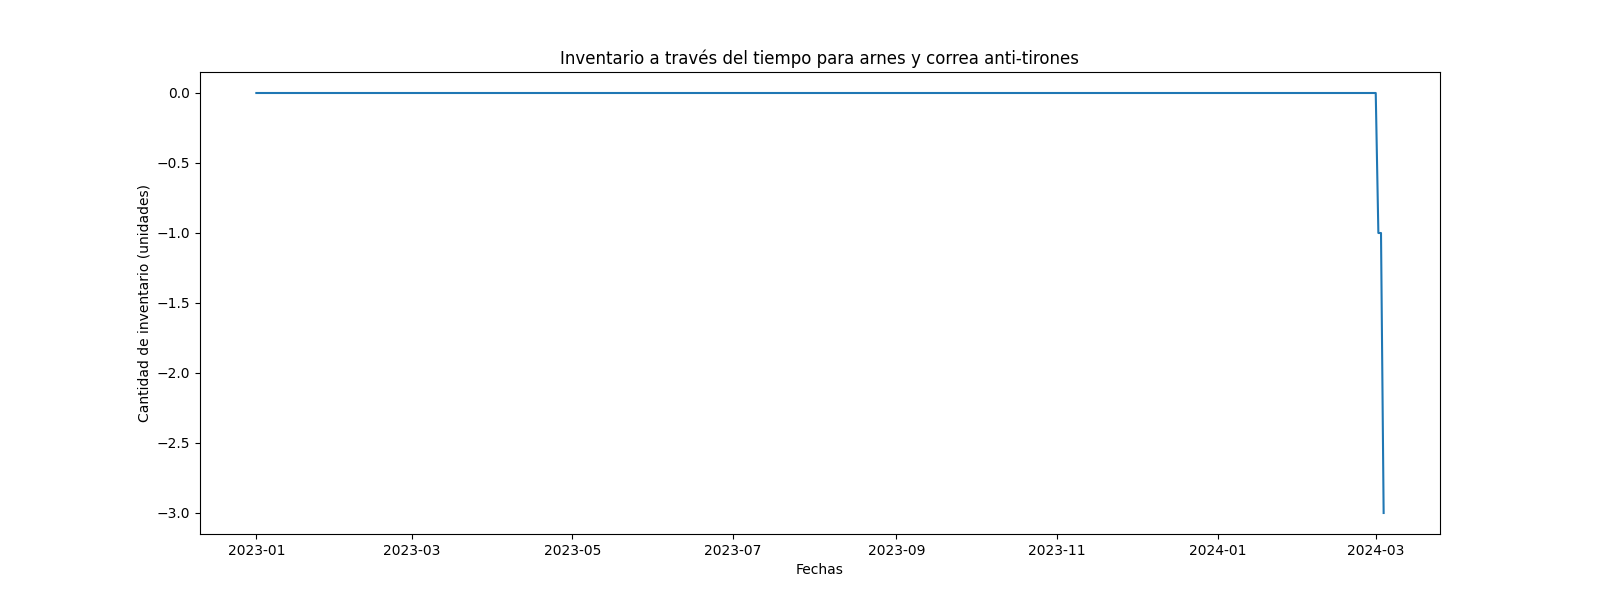 Inventario a través del tiempo para arnes y correa anti-tirones
Cantidad de inventario (unidades)
0.0
−0.5
−1.0
−1.5
−2.0
−2.5
−3.0
2023-01 2023-03 2023-05 2023-07 2023-09 2023-11 2024-01 2024-03
Fechas